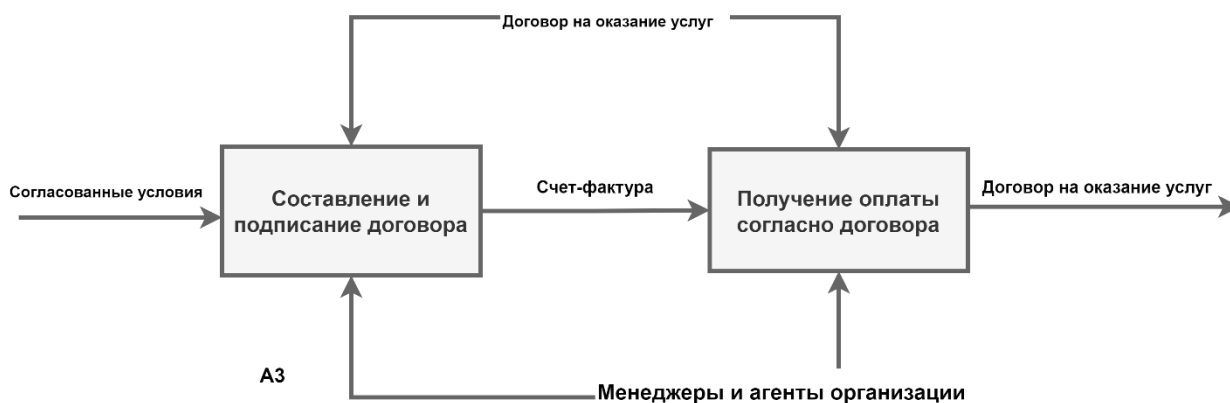 Договор на оказание услуг
Согласованные условия
Составление и
подписание договора
Счет-фактура
Получение оплаты
согласно договора
Договор на оказание услуг
А3
Менеджеры и агенты организации